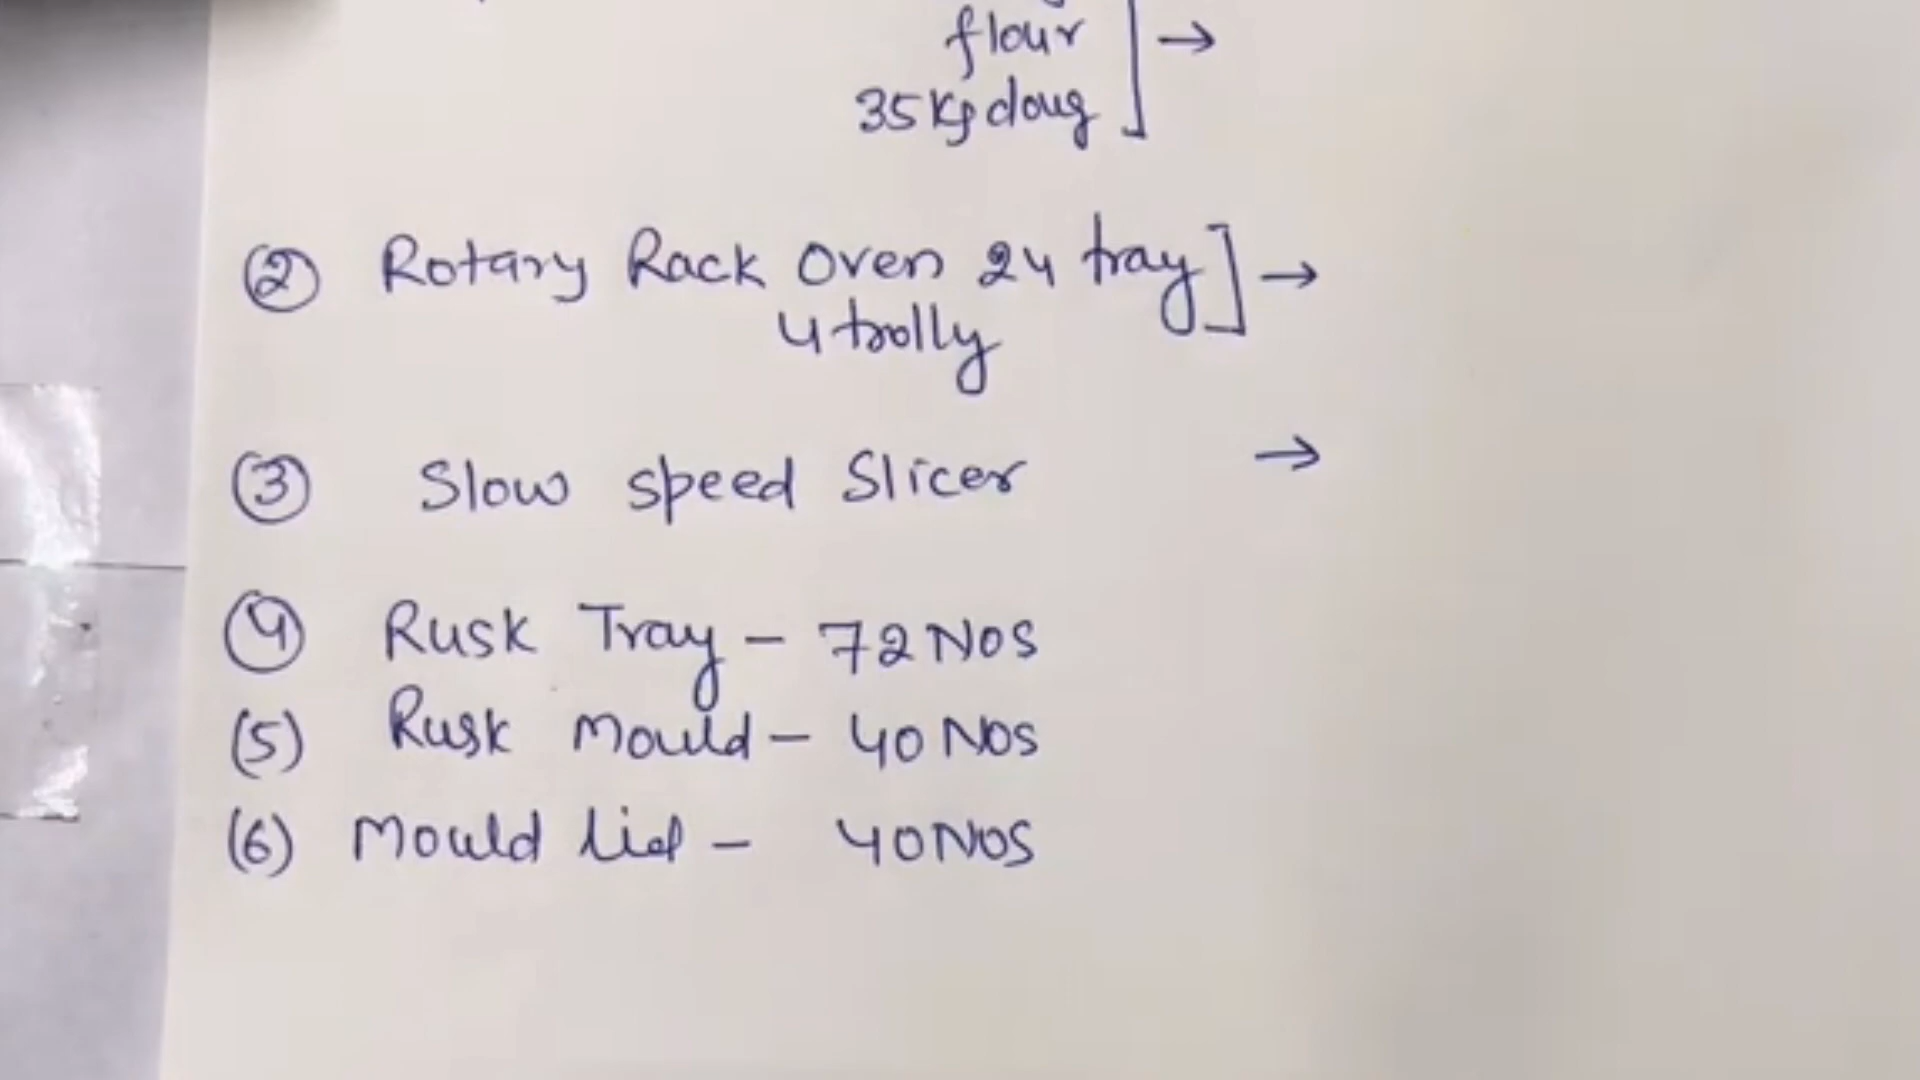 flour ] →
35 Kg doug
② Rotary Rack Oven 24 tray ] →
4 trolly
③ Slow speed Slicer →
④ Rusk Tray - 72 NOS
(5) Rusk Mould - 40 NOS
(6) Mould Lid - 40 NOS